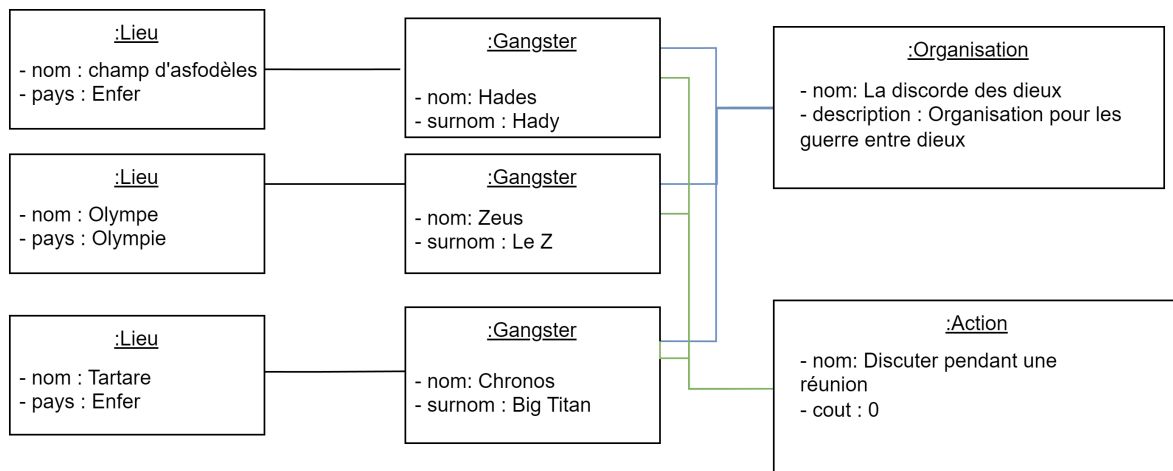 :Lieu
- nom : champ d'asfodèles
- pays : Enfer
:Gangster
- nom: Hades
- surnom : Hady
:Organisation
- nom: La discorde des dieux
- description : Organisation pour les
guerre entre dieux
:Lieu
- nom : Olympe
- pays : Olympie
:Gangster
- nom: Zeus
- surnom : Le Z
:Lieu
- nom : Tartare
- pays : Enfer
:Gangster
- nom: Chronos
- surnom : Big Titan
:Action
- nom: Discuter pendant une
réunion
- cout : 0